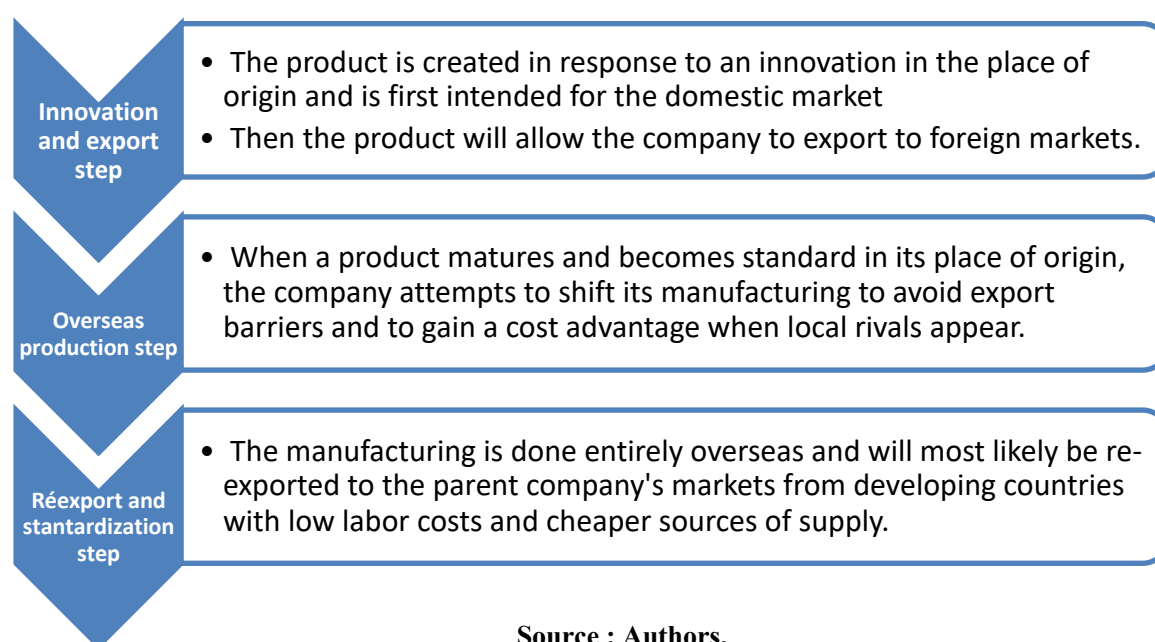 Innovation
and export
step
• The product is created in response to an innovation in the place of
origin and is first intended for the domestic market
• Then the product will allow the company to export to foreign markets.
Overseas
production step
• When a product matures and becomes standard in its place of origin,
the company attempts to shift its manufacturing to avoid export
barriers and to gain a cost advantage when local rivals appear.
Réexport and
stantardization
step
• The manufacturing is done entirely overseas and will most likely be re-
exported to the parent company's markets from developing countries
with low labor costs and cheaper sources of supply.
Source : Authors.